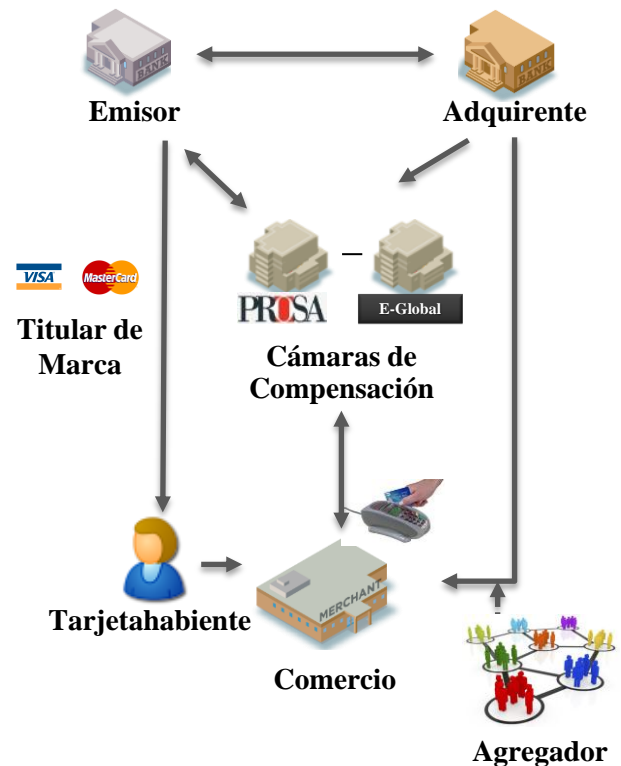 BANK
BANK
Emisor
Adquirente
VISA
MasterCard
PROSA
E-Global
Titular de
Marca
Cámaras de
Compensación
MERCHANT
Tarjetahabiente
Comercio
Agregador